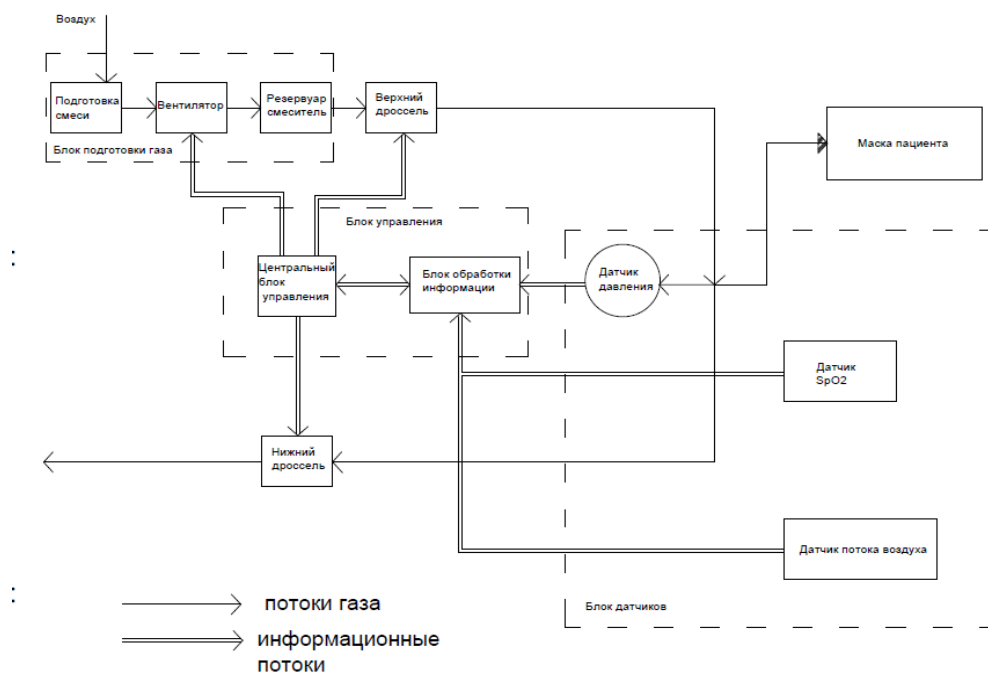 Воздух
Подготовка
смеси
Вентилятор
Резервуар
смеситель
Верхний
дроссель
Блок подготовки газа
Маска пациента
Блок управления
Центральный
блок
управления
Блок обработки
информации
Датчик
давления
:
Датчик
SpO2
Нижний
дроссель
Датчик потока воздуха
:
потоки газа
Блок датчиков
информационные
потоки